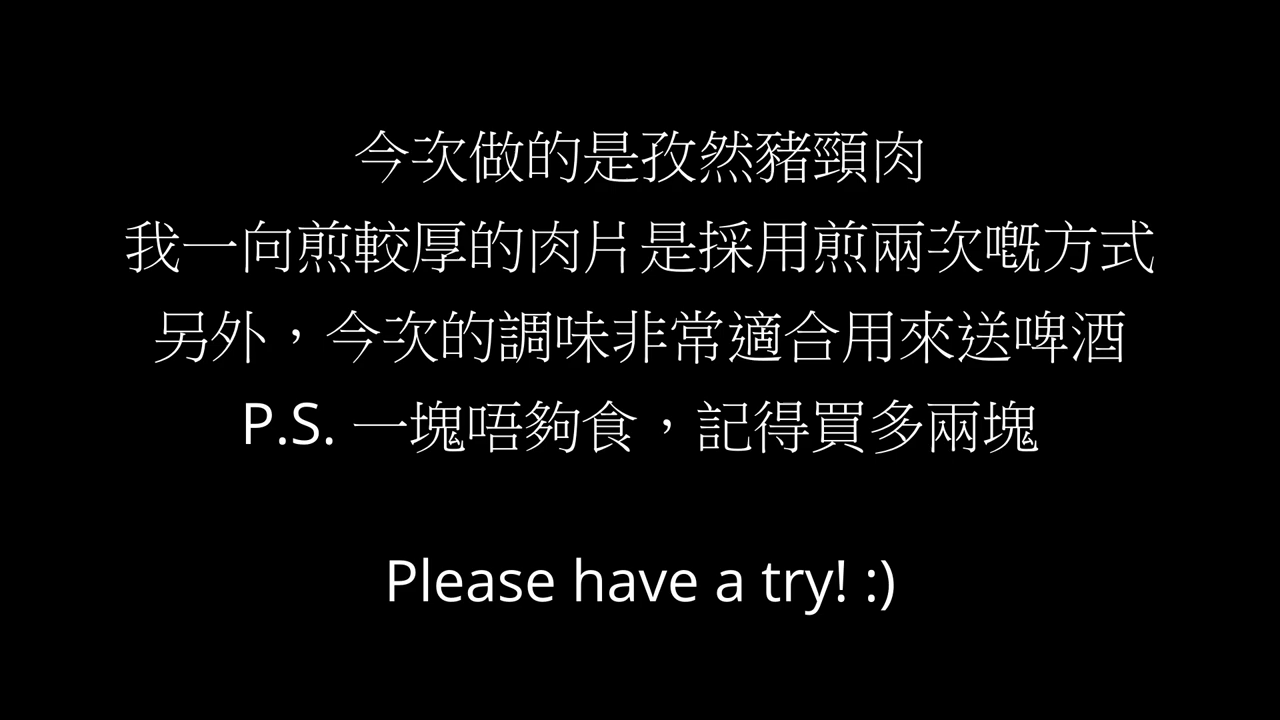 今次做的是孜然豬頸肉
我一向煎較厚的肉片是採用煎兩次嘅方式
另外，今次的調味非常適合用來送啤酒
P.S. 一塊唔夠食，記得買多兩塊
Please have a try! :)